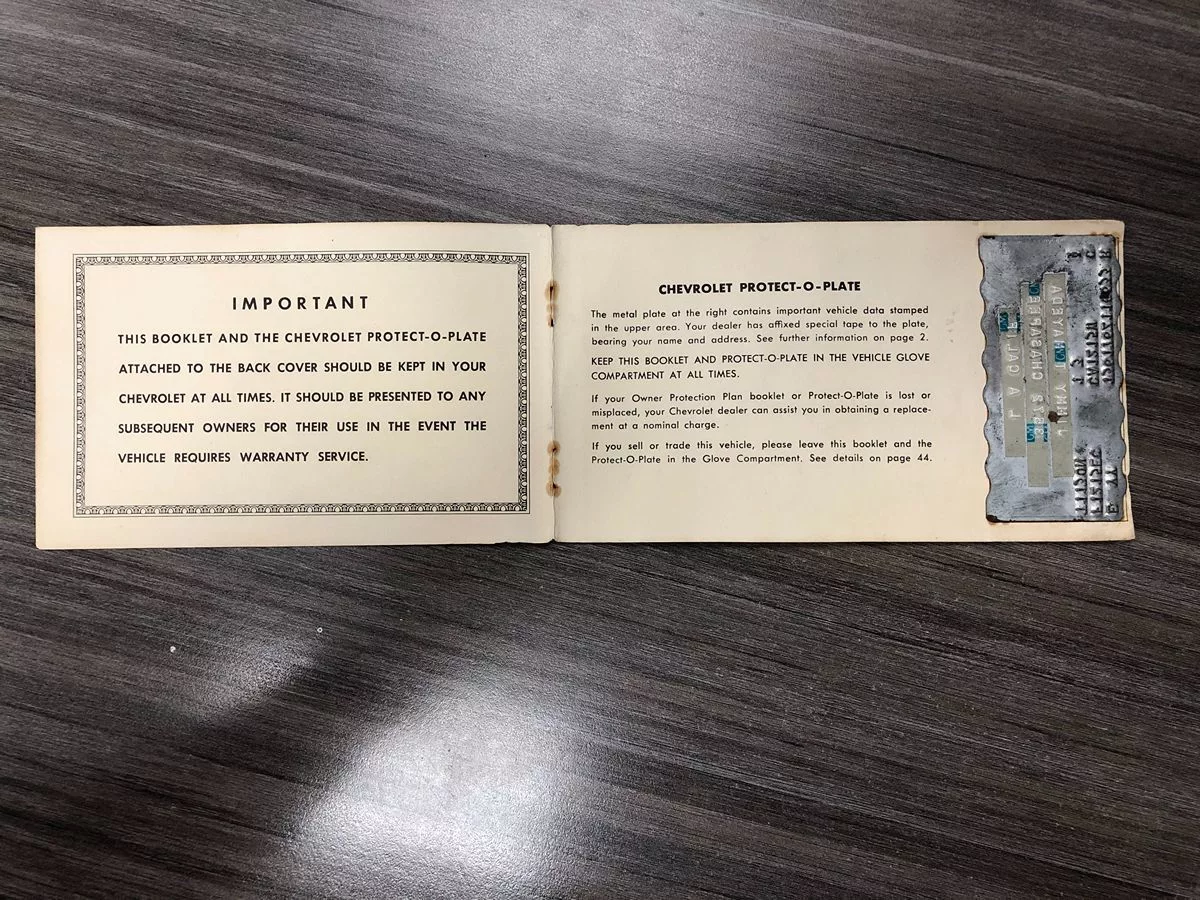 IMPORTANT
THIS BOOKLET AND THE CHEVROLET PROTECT-O-PLATE
ATTACHED TO THE BACK COVER SHOULD BE KEPT IN YOUR
CHEVROLET AT ALL TIMES. IT SHOULD BE PRESENTED TO ANY
SUBSEQUENT OWNERS FOR THEIR USE IN THE EVENT THE
VEHICLE REQUIRES WARRANTY SERVICE.
CHEVROLET PROTECT-O-PLATE
The metal plate at the right contains important vehicle data stamped
in the upper area. Your dealer has affixed special tape to the plate,
bearing your name and address. See further information on page 2.
KEEP THIS BOOKLET AND PROTECT-O-PLATE IN THE VEHICLE GLOVE
COMPARTMENT AT ALL TIMES.
If your Owner Protection Plan booklet or Protect-O-Plate is lost or
misplaced, your Chevrolet dealer can assist you in obtaining a replace-
ment at a nominal charge.
If you sell or trade this vehicle, please leave this booklet and the
Protect-O-Plate in the Glove Compartment. See details on page 44.